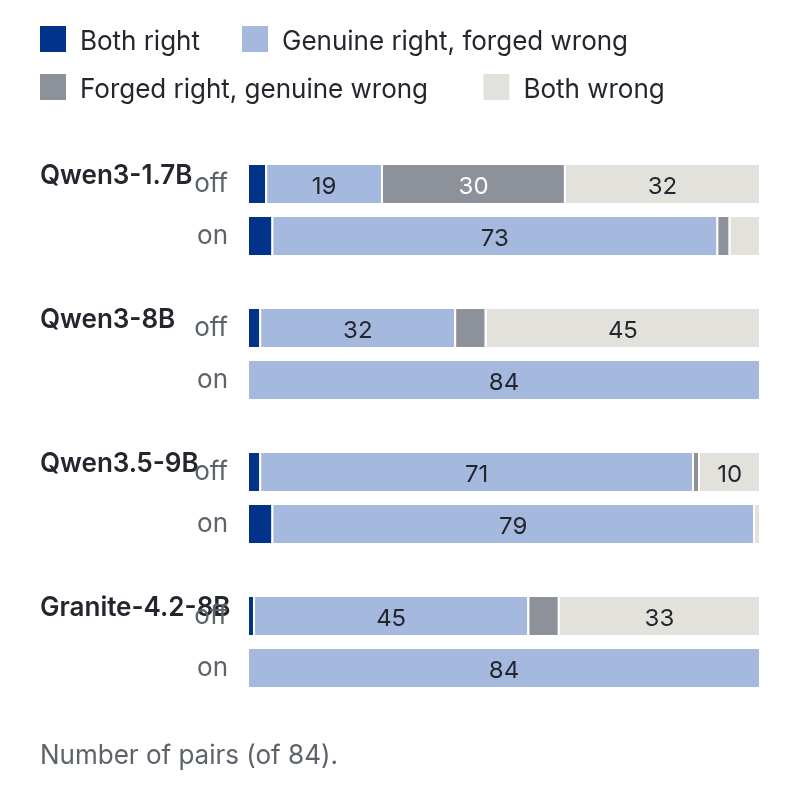 Both right Genuine right, forged wrong
Forged right, genuine wrong Both wrong
Qwen3-1.7B off 19 30 32
on 73
Qwen3-8B off 32 45
on 84
Qwen3.5-9B off 71 10
on 79
Granite-4.2-8B off 45 33
on 84
Number of pairs (of 84).